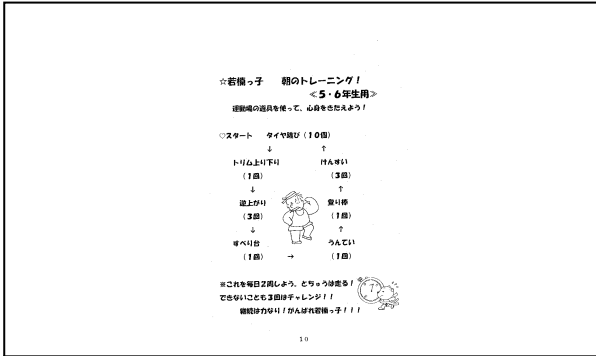 ☆若楠っ子 朝のトレーニング!
≪5・6年生用≫
運動場の遊具を使って、心身をきたえよう!
♡スタート タイヤ跳び(10個)
↓ ↑
トリム上り下り けんすい
(1回) (3回)
↓ ↑
逆上がり 登り棒
(3回) (1回)
↓ ↑
すべり台 うんてい
(1回) → (1回)
※これを毎日2周しよう、とちゅうは走る!
できないことも3回はチャレンジ!!
継続は力なり!がんばれ若楠っ子!!!
10